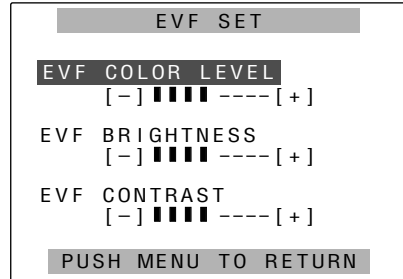 EVF SET
EVF COLOR LEVEL
[–]▮▮▮▮----[+]
EVF BRIGHTNESS
[–]▮▮▮▮----[+]
EVF CONTRAST
[–]▮▮▮▮----[+]
PUSH MENU TO RETURN